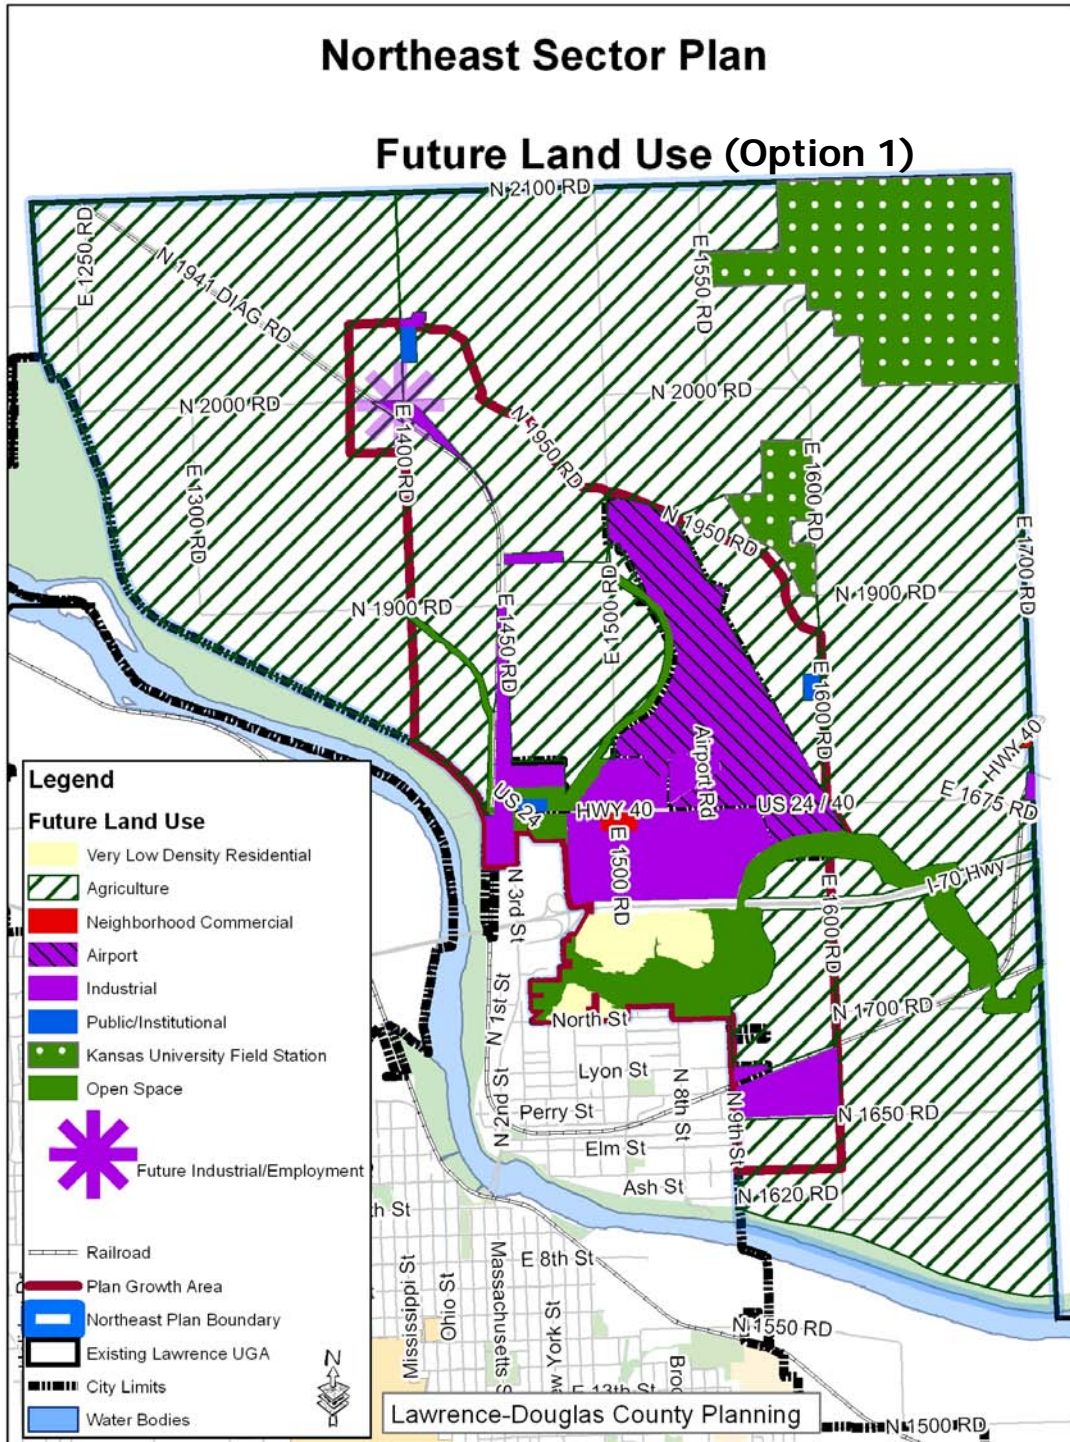 Northeast Sector Plan
Future Land Use (Option 1)
N 2100 RD
E 1250 RD
N 1941 DIAG RD
E 1550 RD
N 2000 RD
N 2000 RD
E 1400 RD
N 1950 RD
E 1300 RD
E 1600 RD
N 1950 RD
E 1700 RD
N 1900 RD
E 1450 RD
E 1500 RD
N 1900 RD
E 1600 RD
Airport Rd
HWY 40
E 1675 RD
US 24
HWY 40
US 24 / 40
E 1500 RD
I-70 Hwy
N 3rd St
E 1600 RD
N 1st St
North St
N 1700 RD
Lyon St
N 2nd St
Perry St
N 8th St
N 9th St
N 1650 RD
Elm St
Ash St
N 1620 RD
th St
E 8th St
Mississippi St
Ohio St
Massachusetts S
ew York St
N 1550 RD
Broo
E 13th St
N 1500 RD
Legend
Future Land Use
Very Low Density Residential
Agriculture
Neighborhood Commercial
Airport
Industrial
Public/Institutional
Kansas University Field Station
Open Space
Future Industrial/Employment
Railroad
Plan Growth Area
Northeast Plan Boundary
Existing Lawrence UGA
City Limits
Water Bodies
N
Lawrence-Douglas County Planning